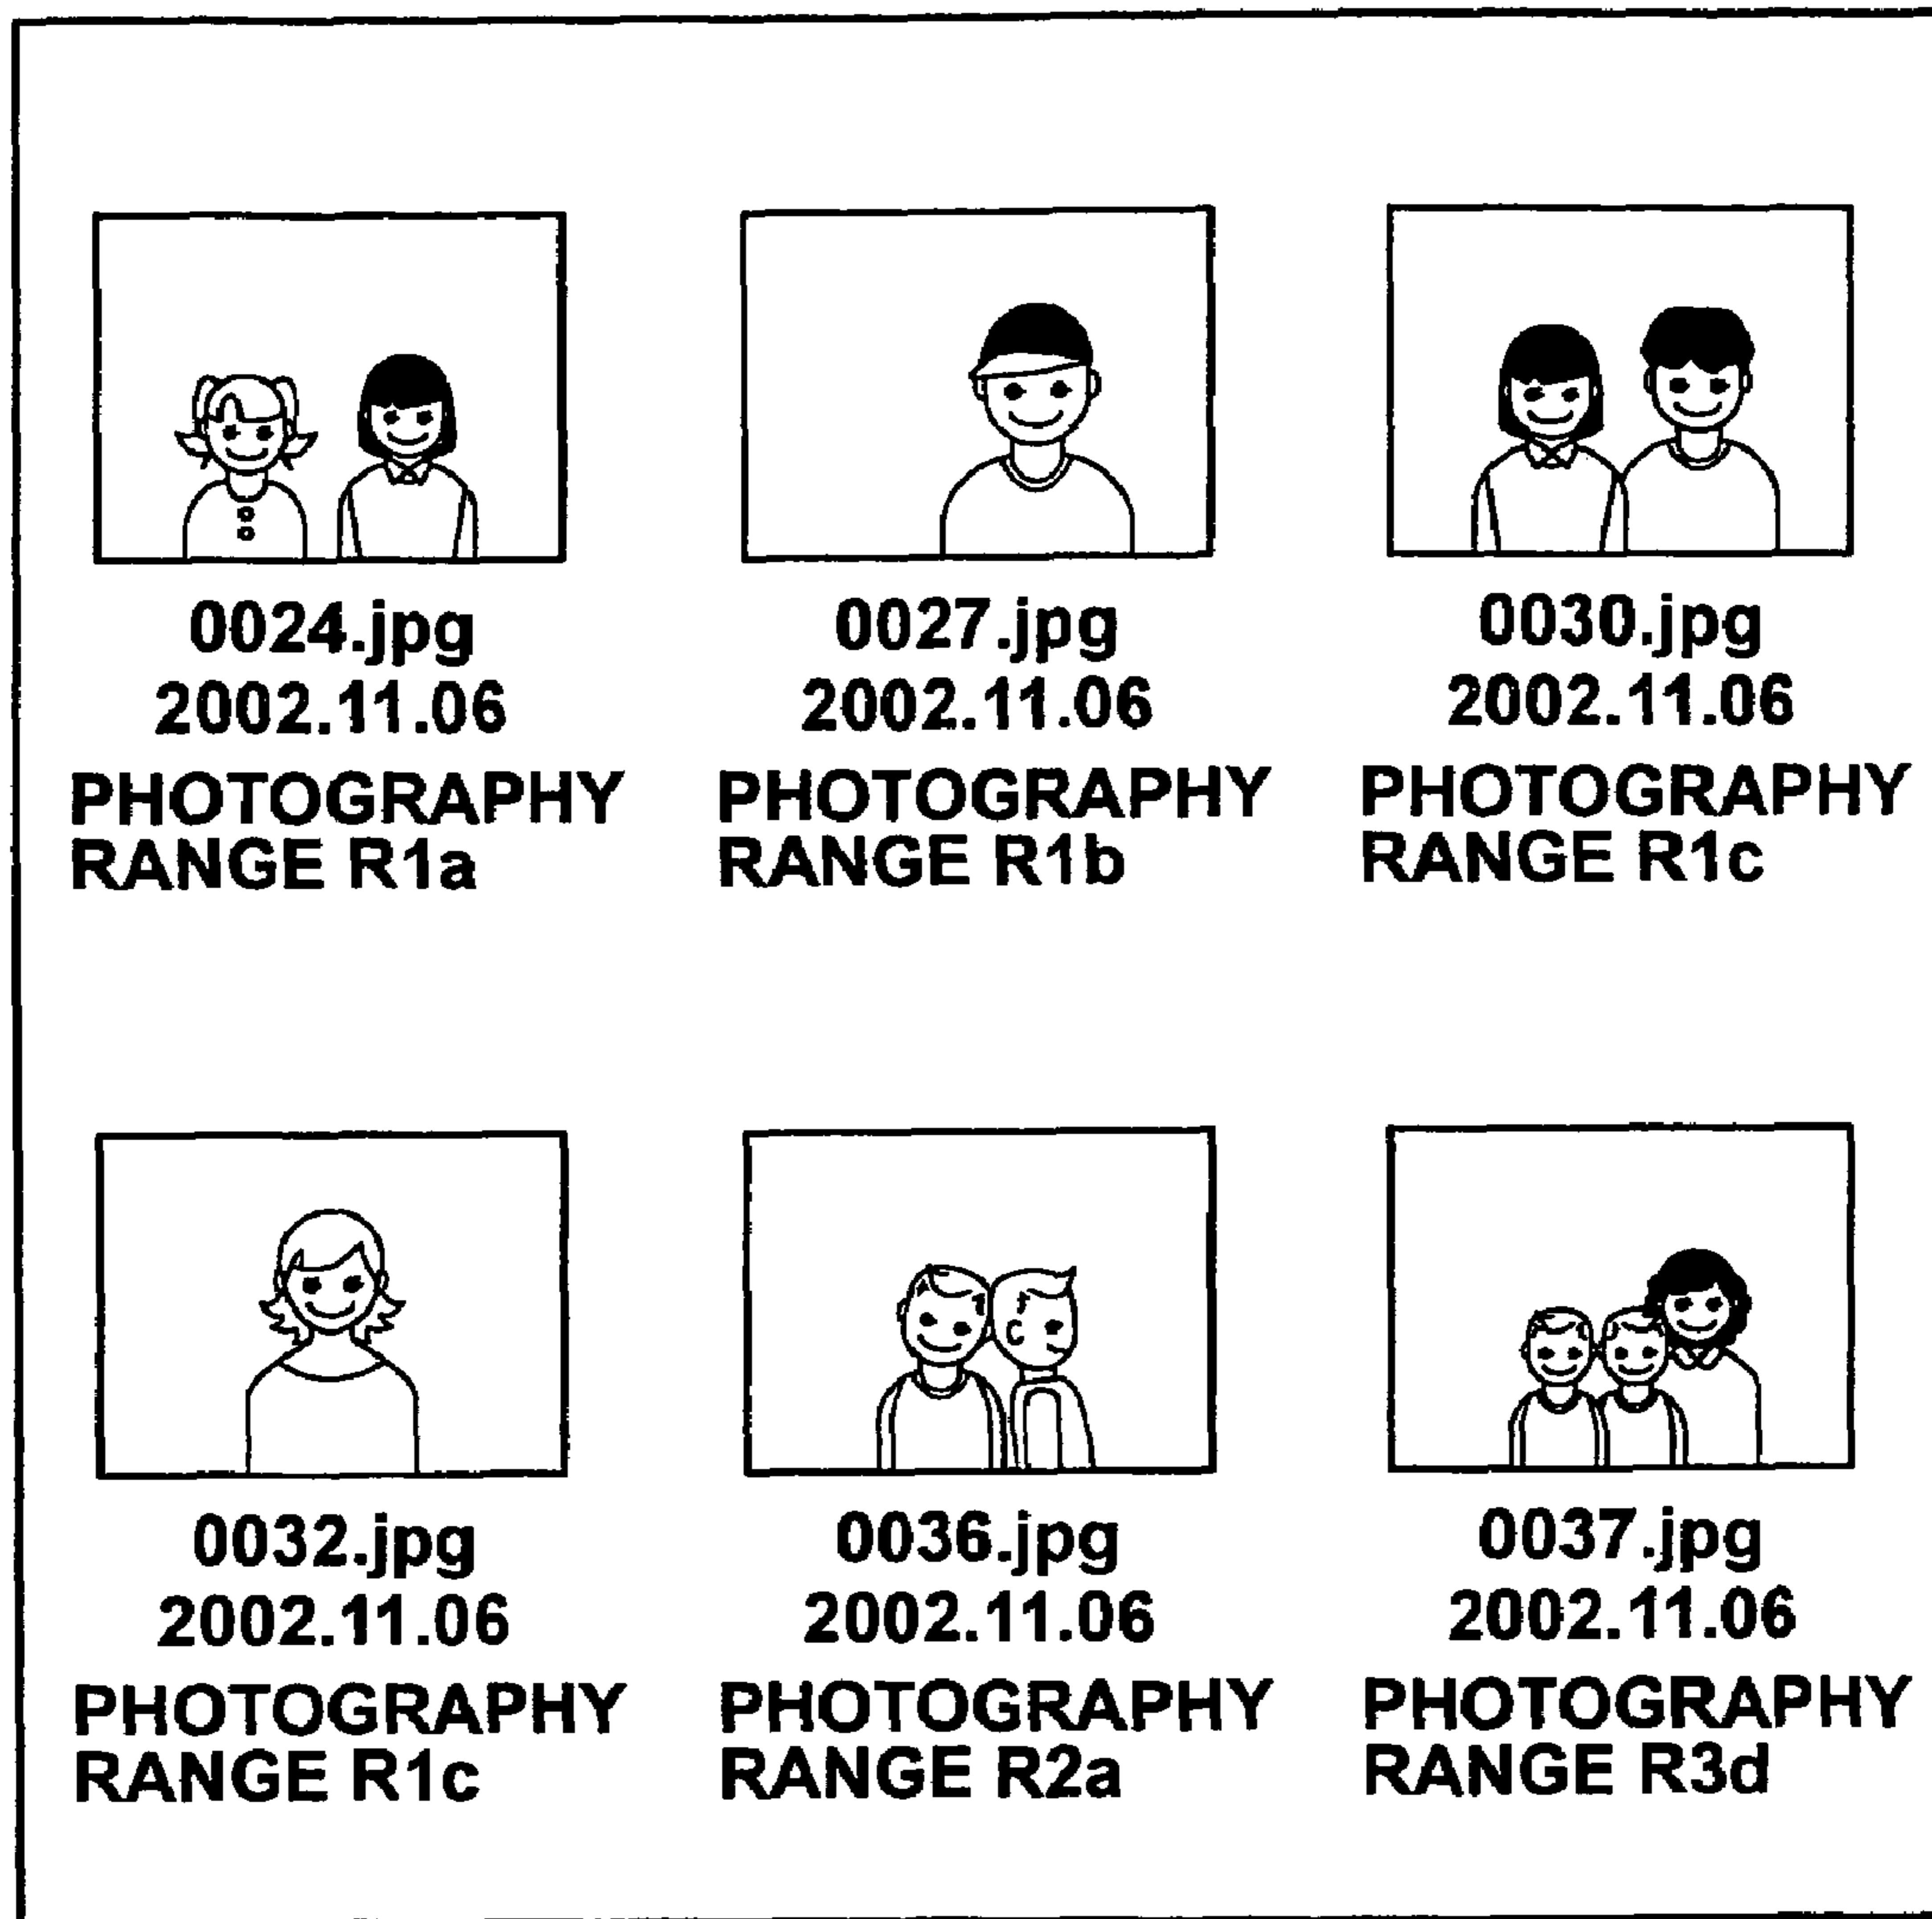 0024.jpg
2002.11.06
PHOTOGRAPHY
RANGE R1a
0027.jpg
2002.11.06
PHOTOGRAPHY
RANGE R1b
0030.jpg
2002.11.06
PHOTOGRAPHY
RANGE R1c
0032.jpg
2002.11.06
PHOTOGRAPHY
RANGE R1c
0036.jpg
2002.11.06
PHOTOGRAPHY
RANGE R2a
0037.jpg
2002.11.06
PHOTOGRAPHY
RANGE R3d